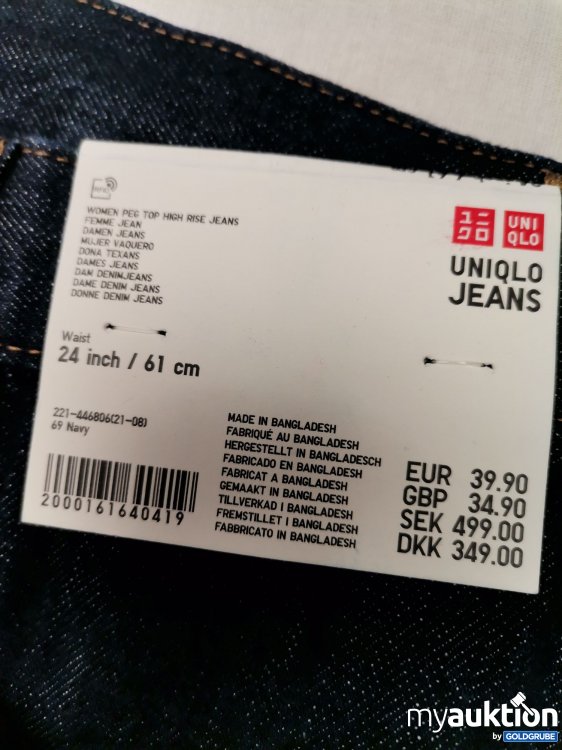 RFID
WOMEN PEG TOP HIGH RISE JEANS
FEMME JEAN
DAMEN JEANS
MUJER VAQUERO
DONA TEXANS
DAMES JEANS
DAM DENIMJEANS
DAME DENIM JEANS
DONNE DENIM JEANS
ユニ
クロ
UNI
QLO
UNIQLO
JEANS
Waist
24 inch / 61 cm
221-446806(21-08)
69 Navy
2000161640419
MADE IN BANGLADESH
FABRIQUÉ AU BANGLADESH
HERGESTELLT IN BANGLADESCH
FABRICADO EN BANGLADESH
FABRICAT A BANGLADESH
GEMAAKT IN BANGLADESH
TILLVERKAD I BANGLADESH
FREMSTILLET I BANGLADESH
FABBRICATO IN BANGLADESH
EUR 39.90
GBP 34.90
SEK 499.00
DKK 349.00
myauktion
by GOLDGRUBE